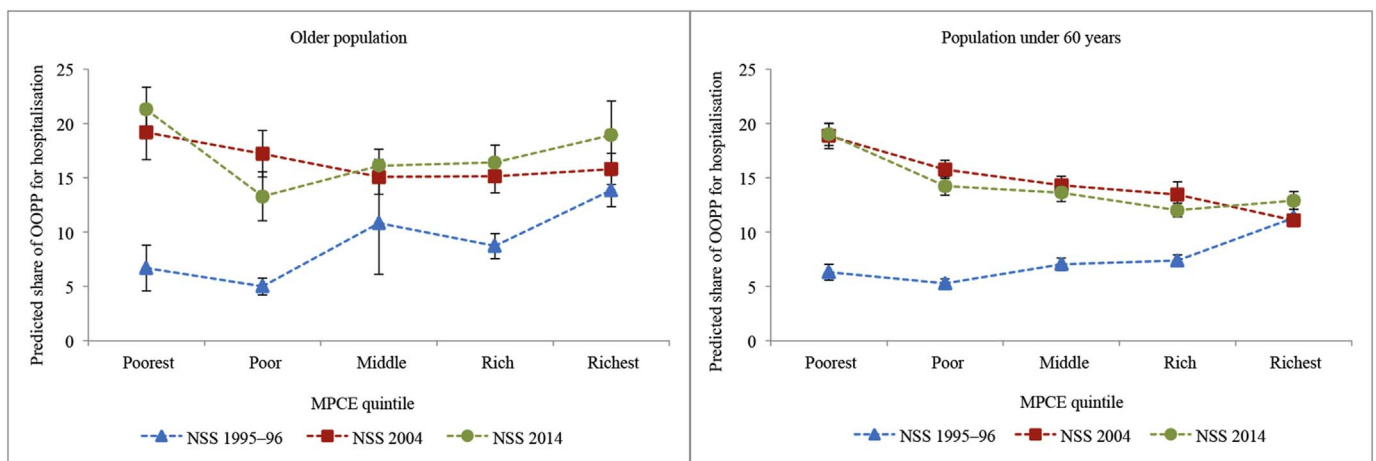 Older population
Predicted share of OOPP for hospitalisation
25
20
15
10
5
0
Poorest Poor Middle Rich Richest
MPCE quintile
NSS 1995–96 NSS 2004 NSS 2014
Population under 60 years
Predicted share of OOPP for hospitalisation
25
20
15
10
5
0
Poorest Poor Middle Rich Richest
MPCE quintile
NSS 1995–96 NSS 2004 NSS 2014